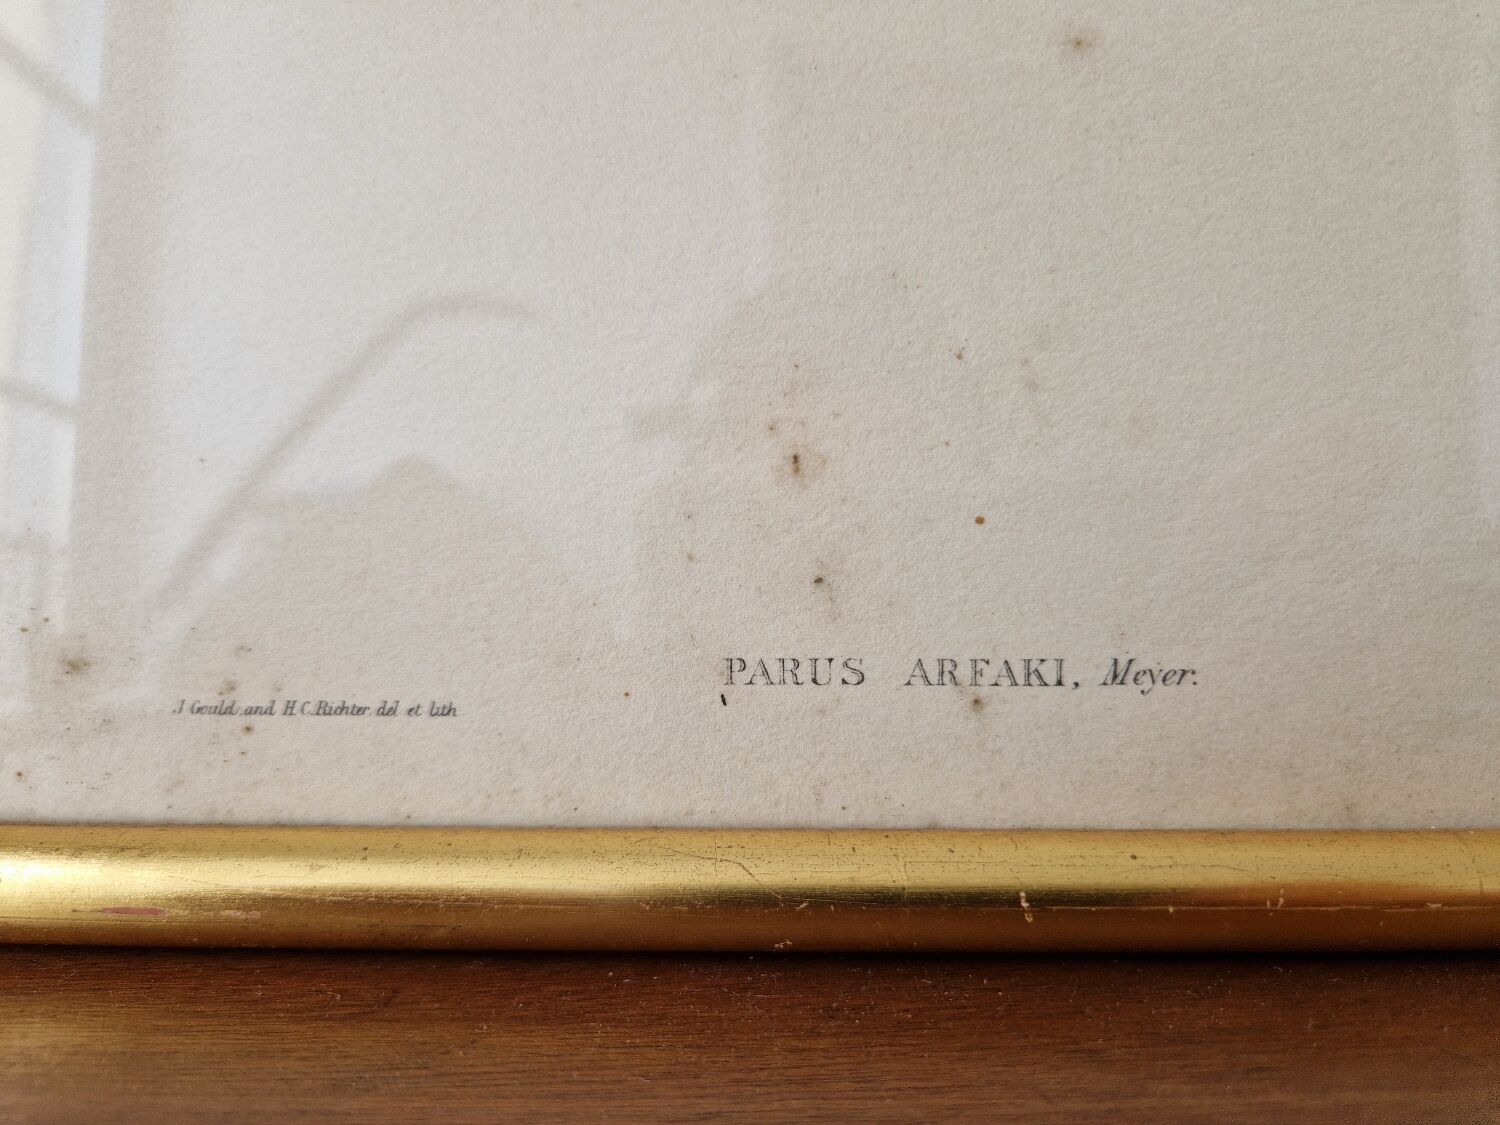 PARUS ARFAKI, Meyer.
J Gould and H C Richter del et lith